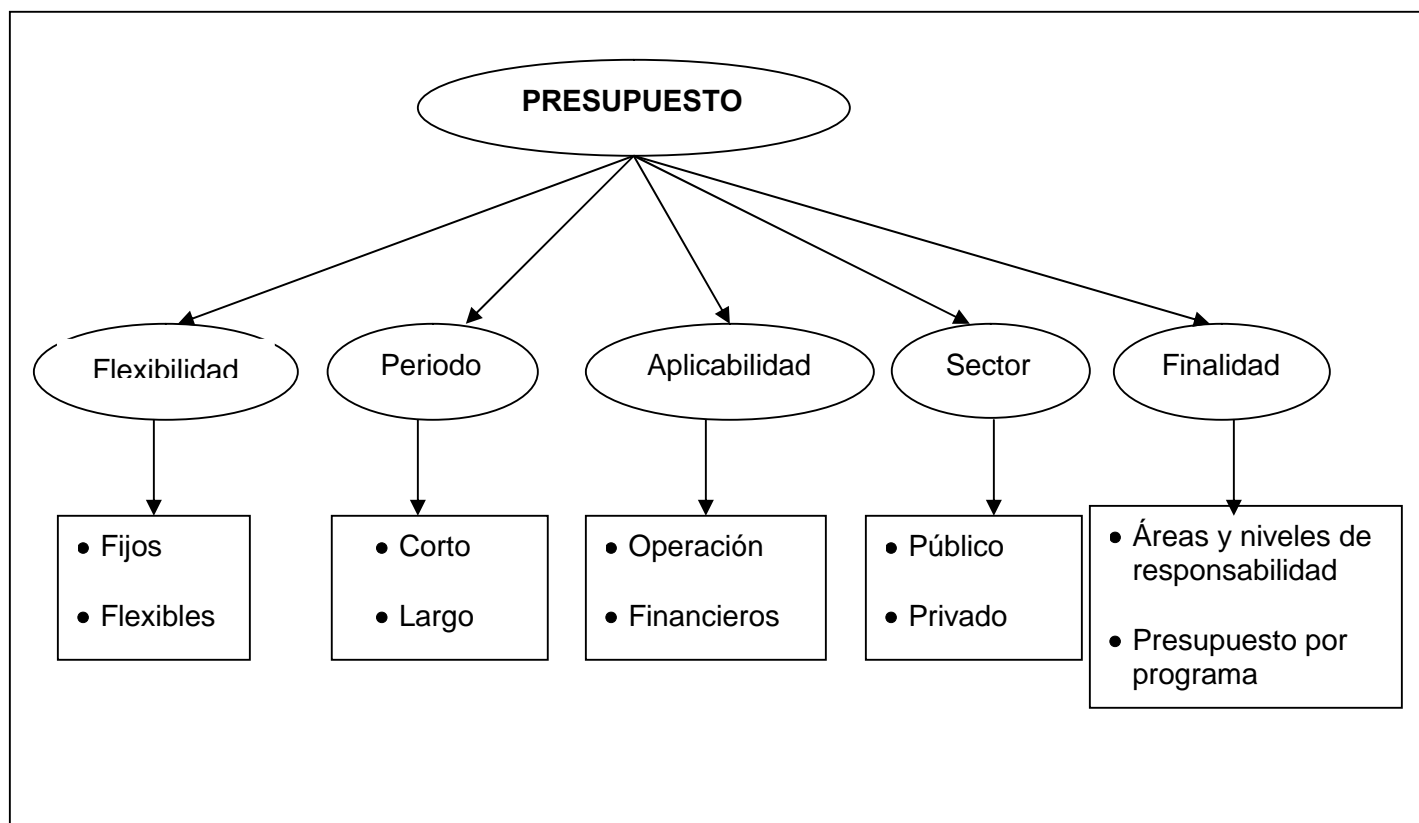 PRESUPUESTO
Flexibilidad
Periodo
Aplicabilidad
Sector
Finalidad
• Fijos
• Flexibles
• Corto
• Largo
• Operación
• Financieros
• Público
• Privado
• Áreas y niveles de
responsabilidad
• Presupuesto por
programa